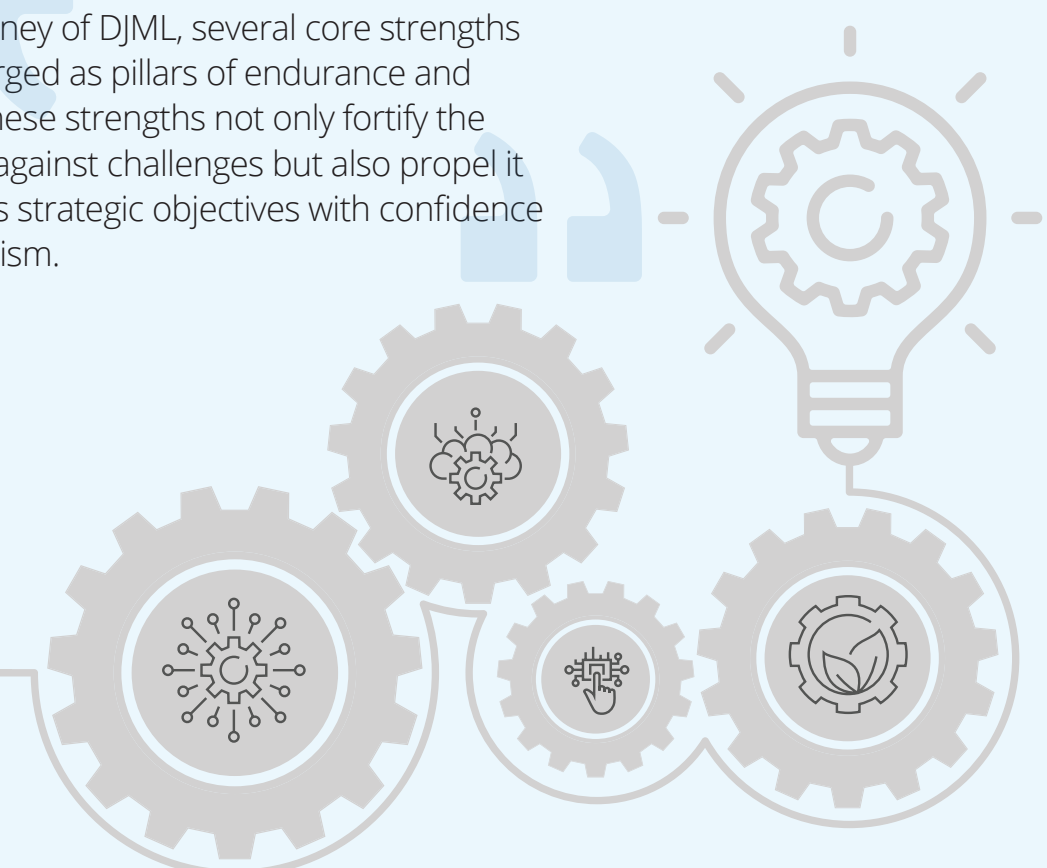 ney of DJML, several core strengths
rged as pillars of endurance and
hese strengths not only fortify the
against challenges but also propel it
s strategic objectives with confidence
ism.